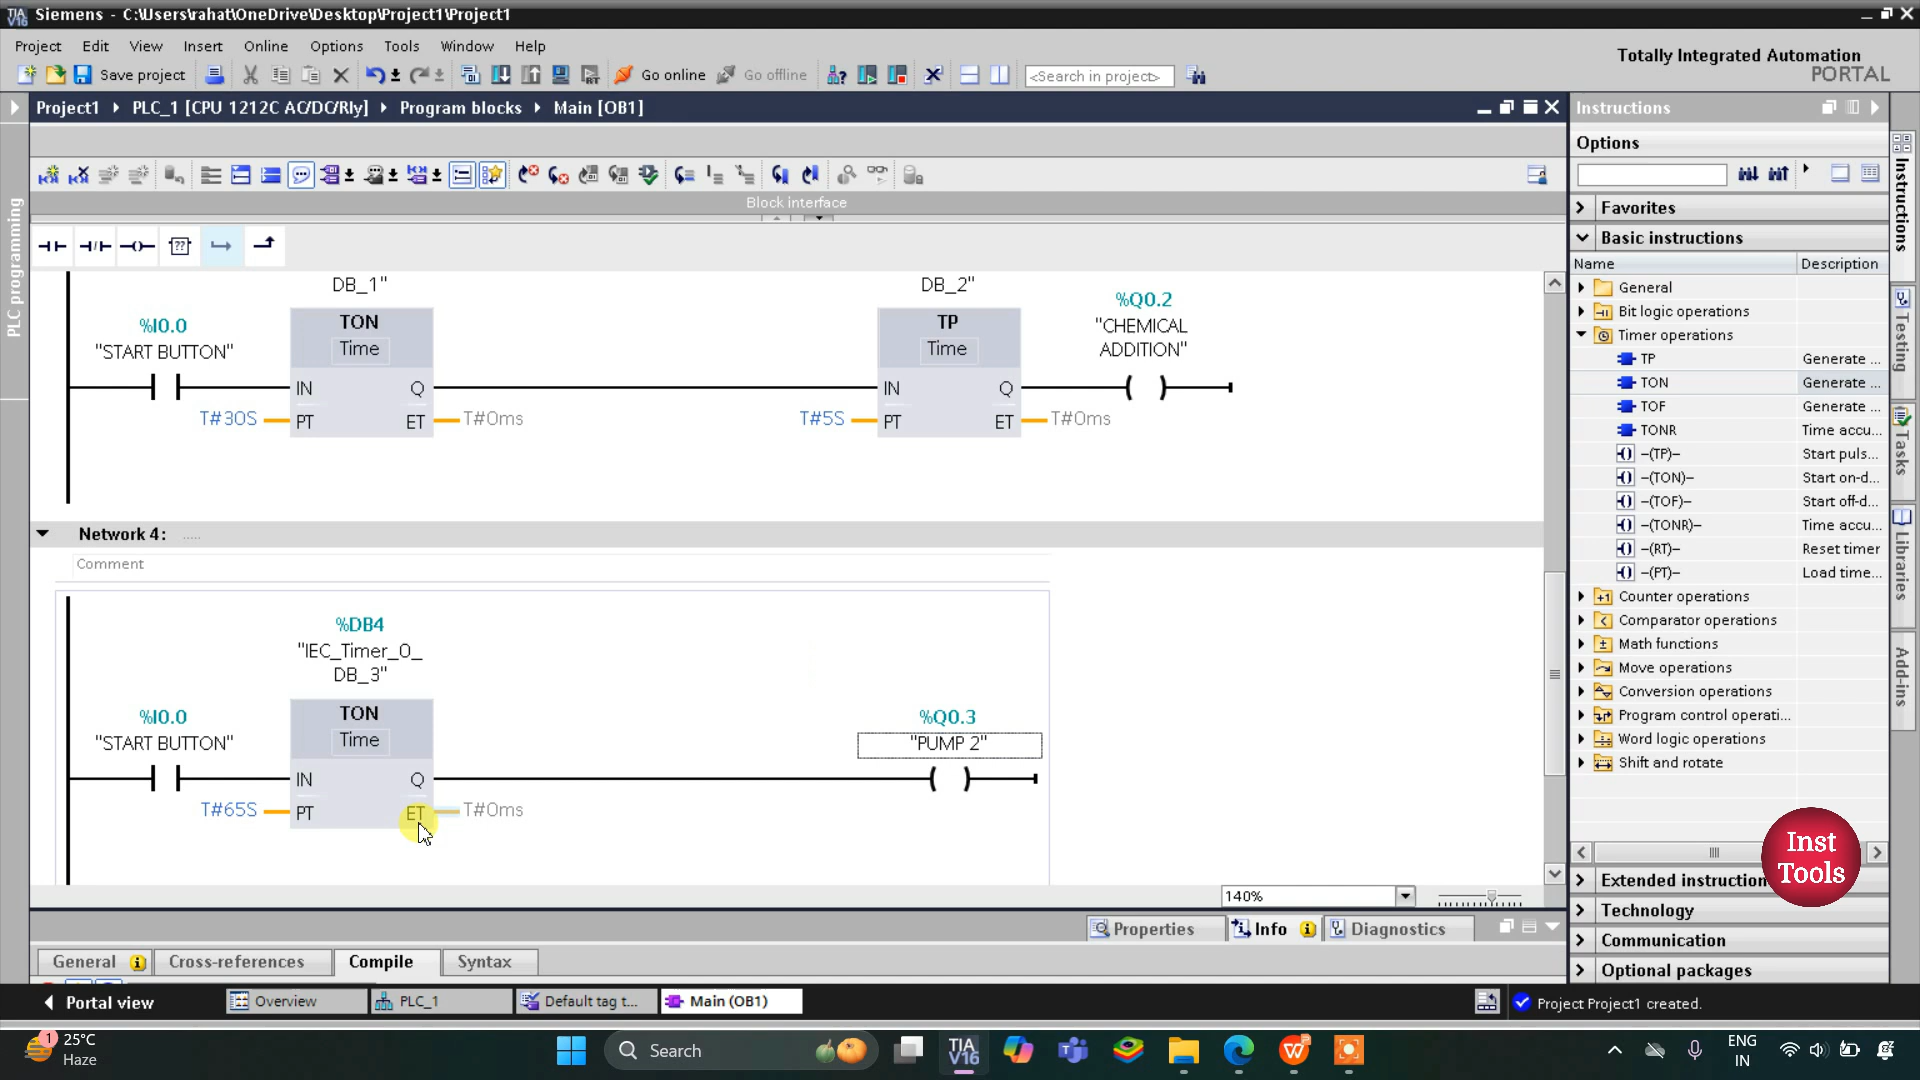 TIA V16 Siemens - C:\Users\rahat\OneDrive\Desktop\Project1\Project1
Project Edit View Insert Online Options Tools Window Help
Totally Integrated Automation
PORTAL
Save project Go online Go offline <Search in project>
Project1 PLC_1 [CPU 1212C AC/DC/Rly] Program blocks Main [OB1]
Instructions
Options
Block interface
PLC programming
DB_1"
DB_2"
%Q0.2
"CHEMICAL
ADDITION"
%I0.0
"START BUTTON"
TON
Time
TP
Time
IN Q IN Q
T#30S PT ET T#0ms T#5S PT ET T#0ms
Network 4: .....
Comment
%DB4
"IEC_Timer_0_
DB_3"
%I0.0
"START BUTTON"
TON
Time
%Q0.3
"PUMP 2"
IN Q
T#65S PT ET T#0ms
140%
Properties Info Diagnostics
General Cross-references Compile Syntax
Favorites
Basic instructions
Name Description
General
Bit logic operations
Timer operations
TP Generate ...
TON Generate ...
TOF Generate ...
TONR Time accu...
–(TP)– Start puls...
–(TON)– Start on-d...
–(TOF)– Start off-d...
–(TONR)– Time accu...
–(RT)– Reset timer
–(PT)– Load time...
Counter operations
Comparator operations
Math functions
Move operations
Conversion operations
Program control operati...
Word logic operations
Shift and rotate
Extended instruction
Technology
Communication
Optional packages
Inst
Tools
Instructions
Testing
Tasks
Libraries
Add-ins
Portal view Overview PLC_1 Default tag t... Main (OB1) Project Project1 created.
1
25°C
Haze
Search
TIA V16
ENG
IN